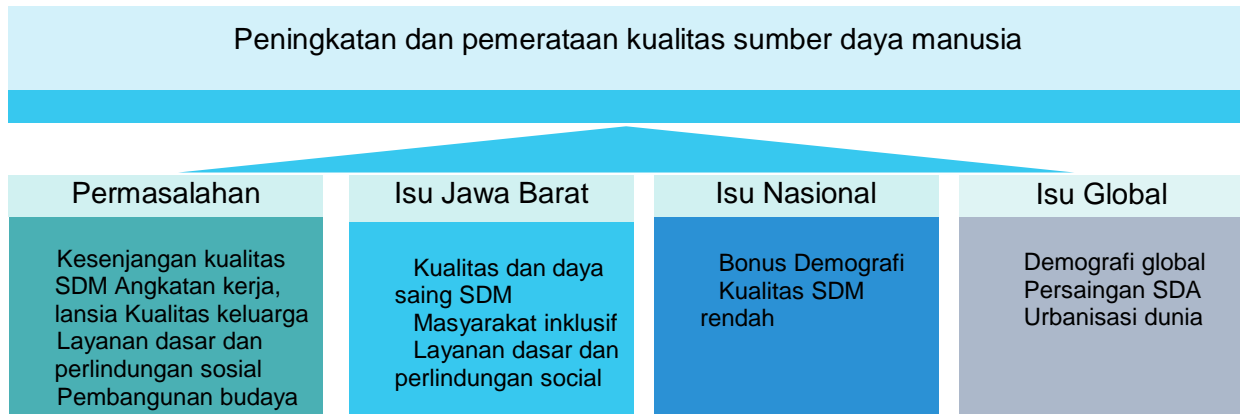 Peningkatan dan pemerataan kualitas sumber daya manusia
Permasalahan
Kesenjangan kualitas
SDM Angkatan kerja,
lansia Kualitas keluarga
Layanan dasar dan
perlindungan sosial
Pembangunan budaya
Isu Jawa Barat
Kualitas dan daya
saing SDM
Masyarakat inklusif
Layanan dasar dan
perlindungan social
Isu Nasional
Bonus Demografi
Kualitas SDM
rendah
Isu Global
Demografi global
Persaingan SDA
Urbanisasi dunia